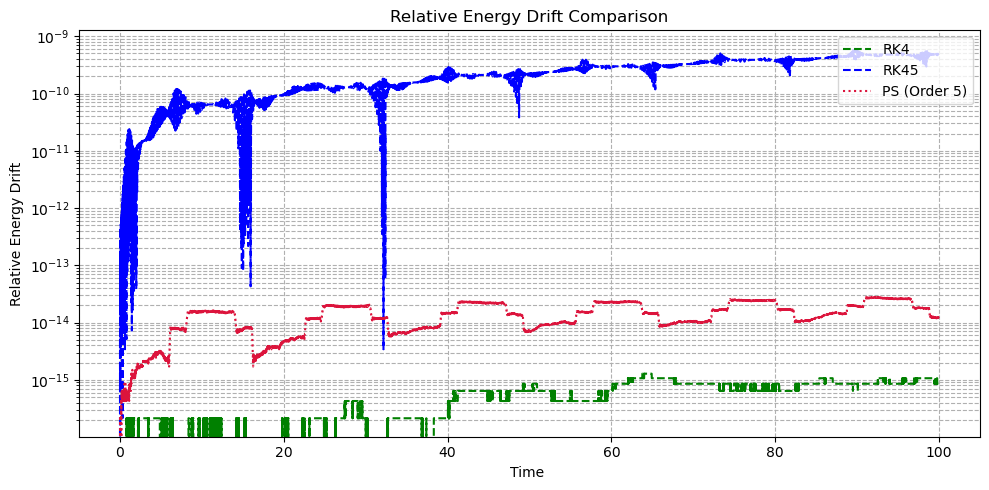 Relative Energy Drift Comparison
RK4
RK45
PS (Order 5)
Relative Energy Drift
10⁻⁹
10⁻¹⁰
10⁻¹¹
10⁻¹²
10⁻¹³
10⁻¹⁴
10⁻¹⁵
0 20 40 60 80 100
Time